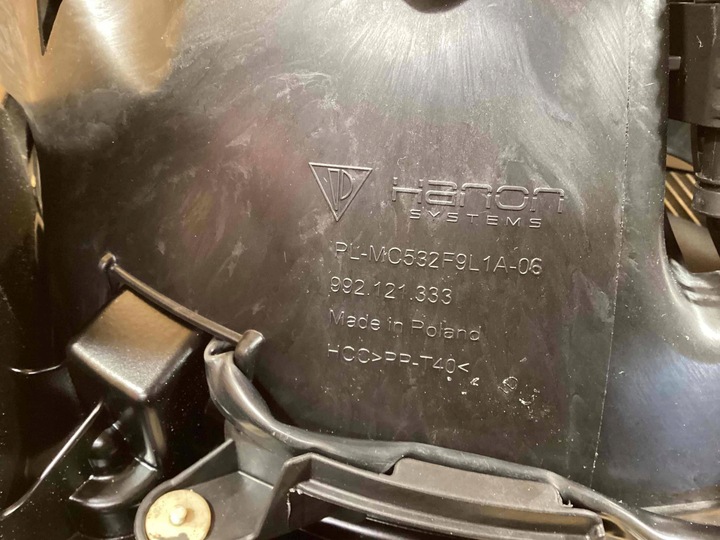 Hanon
SYSTEMS
PL-MC532F9L1A-06
992.121.333
Made in Poland
HCC>PP-T40<